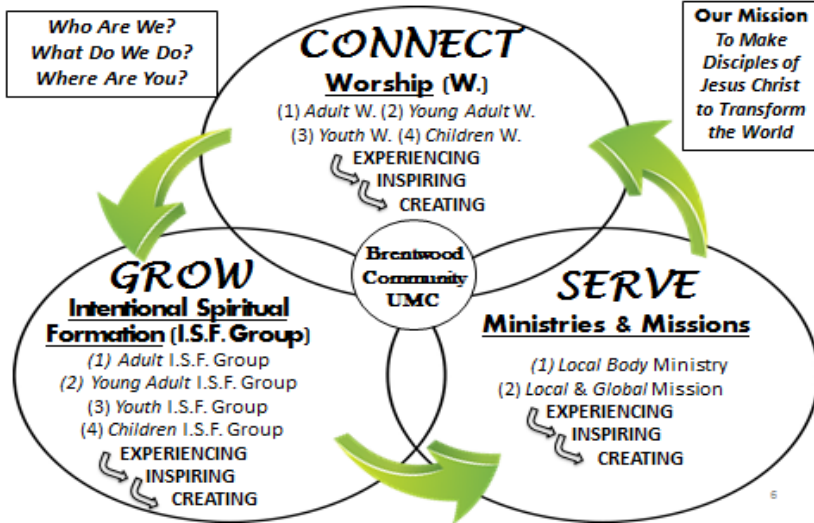 Who Are We?
What Do We Do?
Where Are You?
Our Mission
To Make
Disciples of
Jesus Christ
to Transform
the World
CONNECT
Worship (W.)
(1) Adult W. (2) Young Adult W.
(3) Youth W. (4) Children W.
EXPERIENCING
INSPIRING
CREATING
Brentwood
Community
UMC
GROW
Intentional Spiritual
Formation (I.S.F. Group)
(1) Adult I.S.F. Group
(2) Young Adult I.S.F. Group
(3) Youth I.S.F. Group
(4) Children I.S.F. Group
EXPERIENCING
INSPIRING
CREATING
SERVE
Ministries & Missions
(1) Local Body Ministry
(2) Local & Global Mission
EXPERIENCING
INSPIRING
CREATING
6